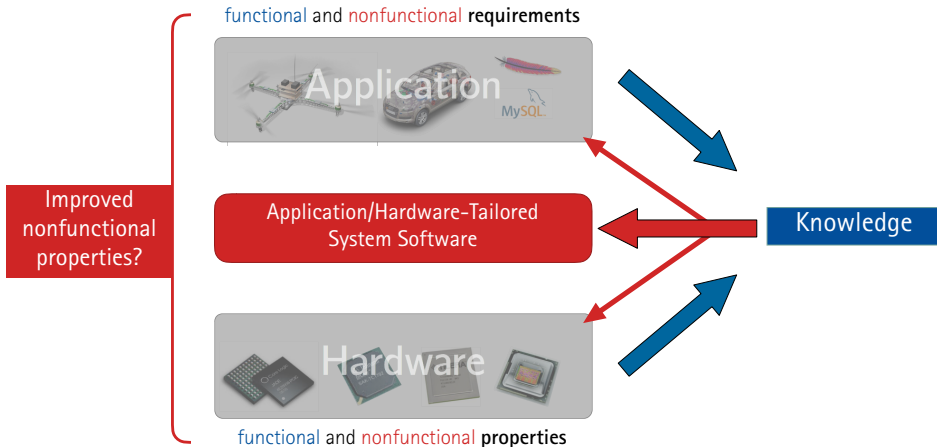 functional and nonfunctional requirements
Application
MySQL
Improved
nonfunctional
properties?
Application/Hardware-Tailored
System Software
Knowledge
Hardware
functional and nonfunctional properties